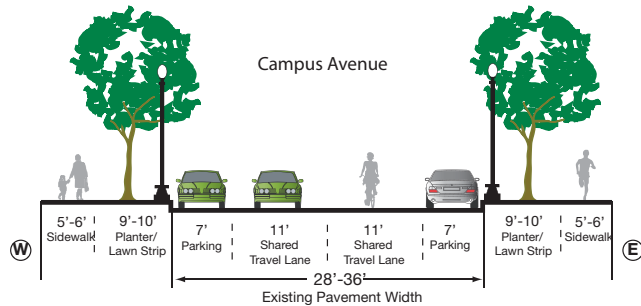 Campus Avenue
5'-6'
Sidewalk
9'-10'
Planter/
Lawn Strip
7'
Parking
11'
Shared
Travel Lane
11'
Shared
Travel Lane
7'
Parking
9'-10'
Planter/
Lawn Strip
5'-6'
Sidewalk
W
E
28'-36'
Existing Pavement Width